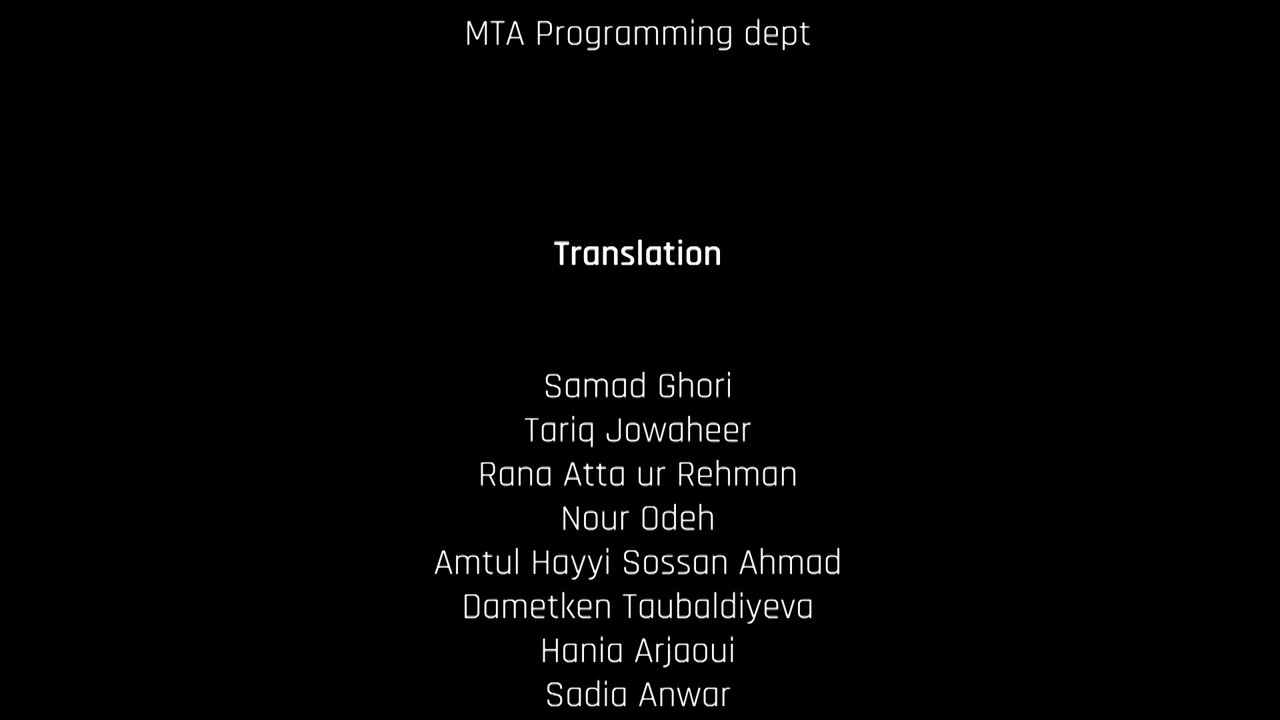 MTA Programming dept
Translation
Samad Ghori
Tariq Jowaheer
Rana Atta ur Rehman
Nour Odeh
Amtul Hayyi Sossan Ahmad
Dametken Taubaldiyeva
Hania Arjaoui
Sadia Anwar